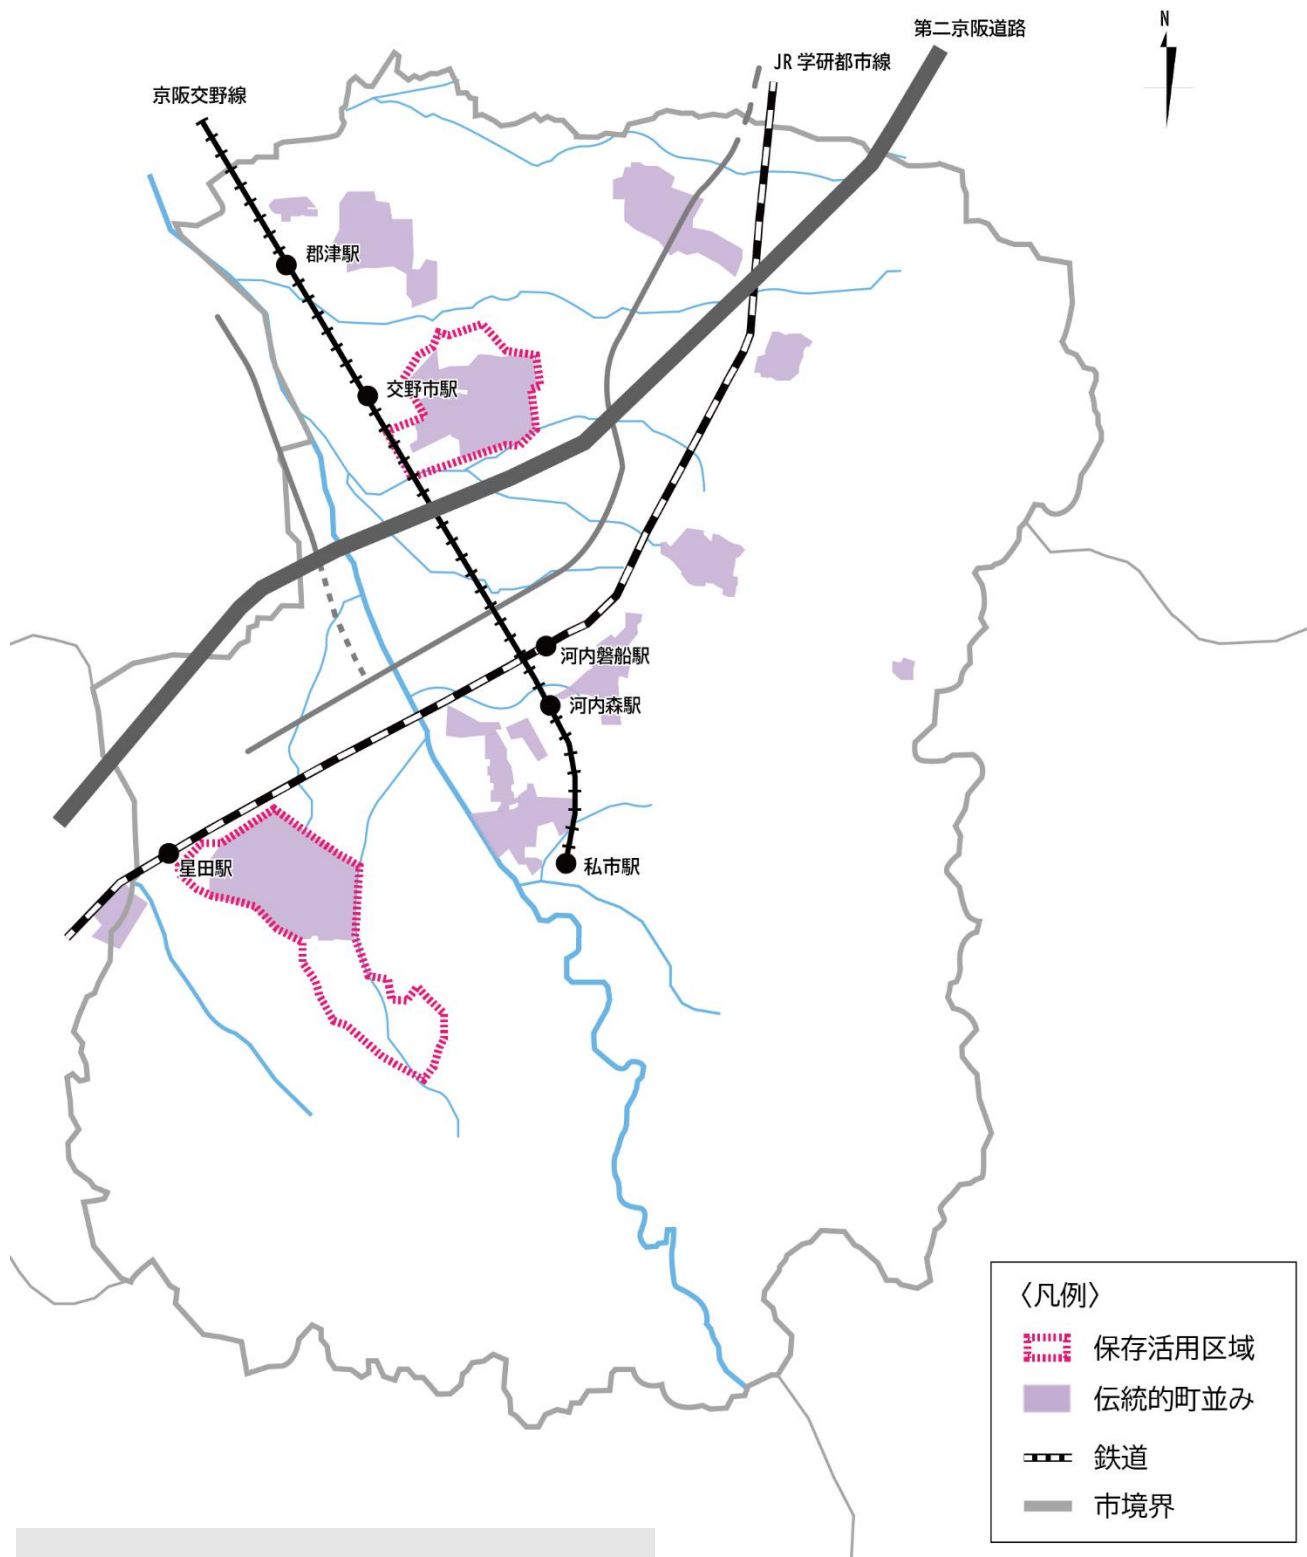 N
第二京阪道路
JR 学研都市線
京阪交野線
郡津駅
交野市駅
河内磐船駅
河内森駅
星田駅
私市駅
〈凡例〉
保存活用区域
伝統的町並み
鉄道
市境界